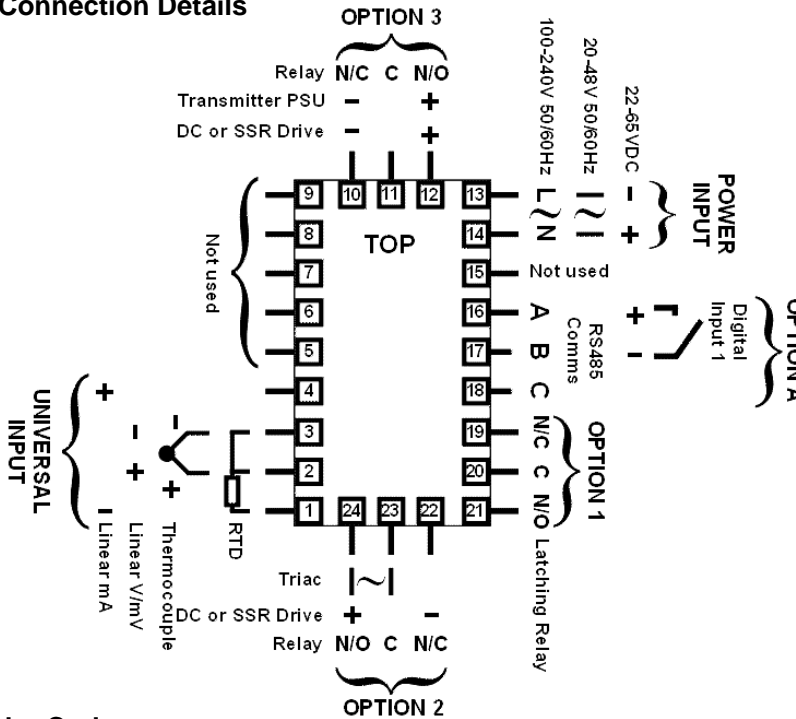 Connection Details
OPTION 3
Relay N/C C N/O
Transmitter PSU - +
DC or SSR Drive - +
100-240V 50/60Hz
20-48V 50/60Hz
22-65VDC
L ~ N
~
- +
POWER
INPUT
9 10 11 12 13
8 14
7 15
6 16
5 17
4 18
3 19
2 20
1 24 23 22 21
TOP
Not used
Not used
A
B
C
RS485
Comms
+
-
Digital
Input 1
OPTION A
N/C
C
N/O
OPTION 1
Latching Relay
UNIVERSAL
INPUT
+ - Linear mA
- + Linear V/mV
- + Thermocouple
RTD
Triac ~
DC or SSR Drive + -
Relay N/O C N/C
OPTION 2